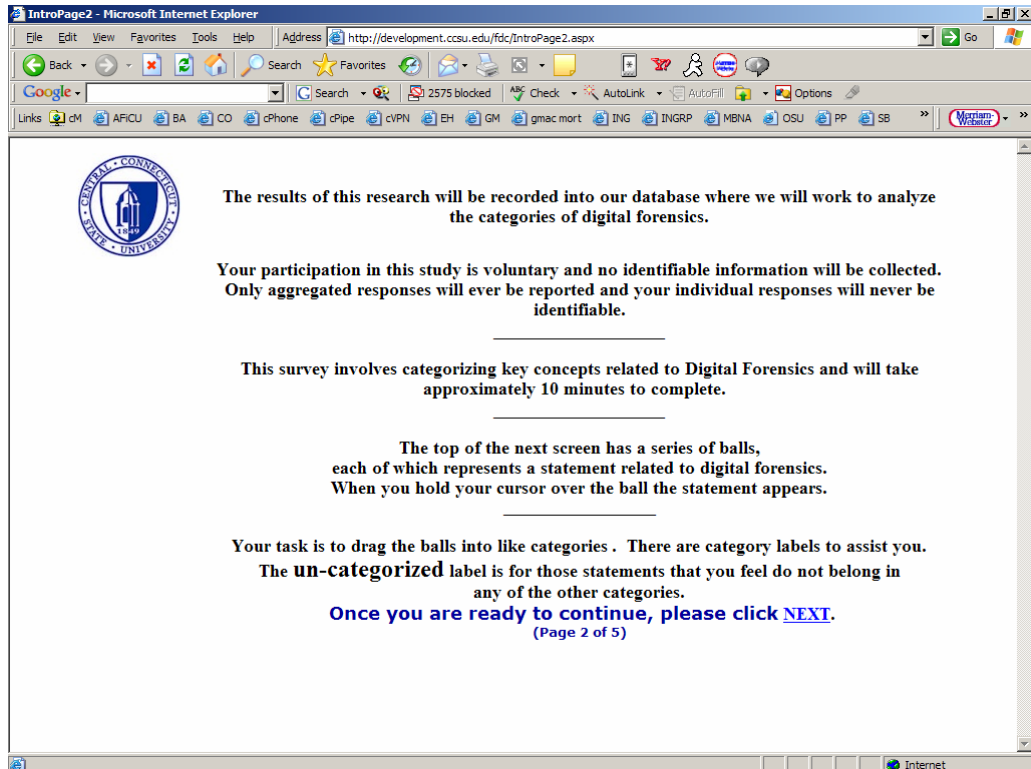 IntroPage2 - Microsoft Internet Explorer
File Edit View Favorites Tools Help Address http://development.ccsu.edu/fdc/IntroPage2.aspx Go
Back Search Favorites
Google Search 2575 blocked ABC Check AutoLink AutoFill Options
Links cM AFiCU BA CO cPhone cPipe cVPN EH GM gmac mort ING INGRP MBNA OSU PP SB » Merriam-Webster »
CENTRAL • CONNECTICUT STATE • UNIVERSITY
1849
The results of this research will be recorded into our database where we will work to analyze
the categories of digital forensics.
Your participation in this study is voluntary and no identifiable information will be collected.
Only aggregated responses will ever be reported and your individual responses will never be
identifiable.
This survey involves categorizing key concepts related to Digital Forensics and will take
approximately 10 minutes to complete.
The top of the next screen has a series of balls,
each of which represents a statement related to digital forensics.
When you hold your cursor over the ball the statement appears.
Your task is to drag the balls into like categories . There are category labels to assist you.
The un-categorized label is for those statements that you feel do not belong in
any of the other categories.
Once you are ready to continue, please click NEXT.
(Page 2 of 5)
Internet